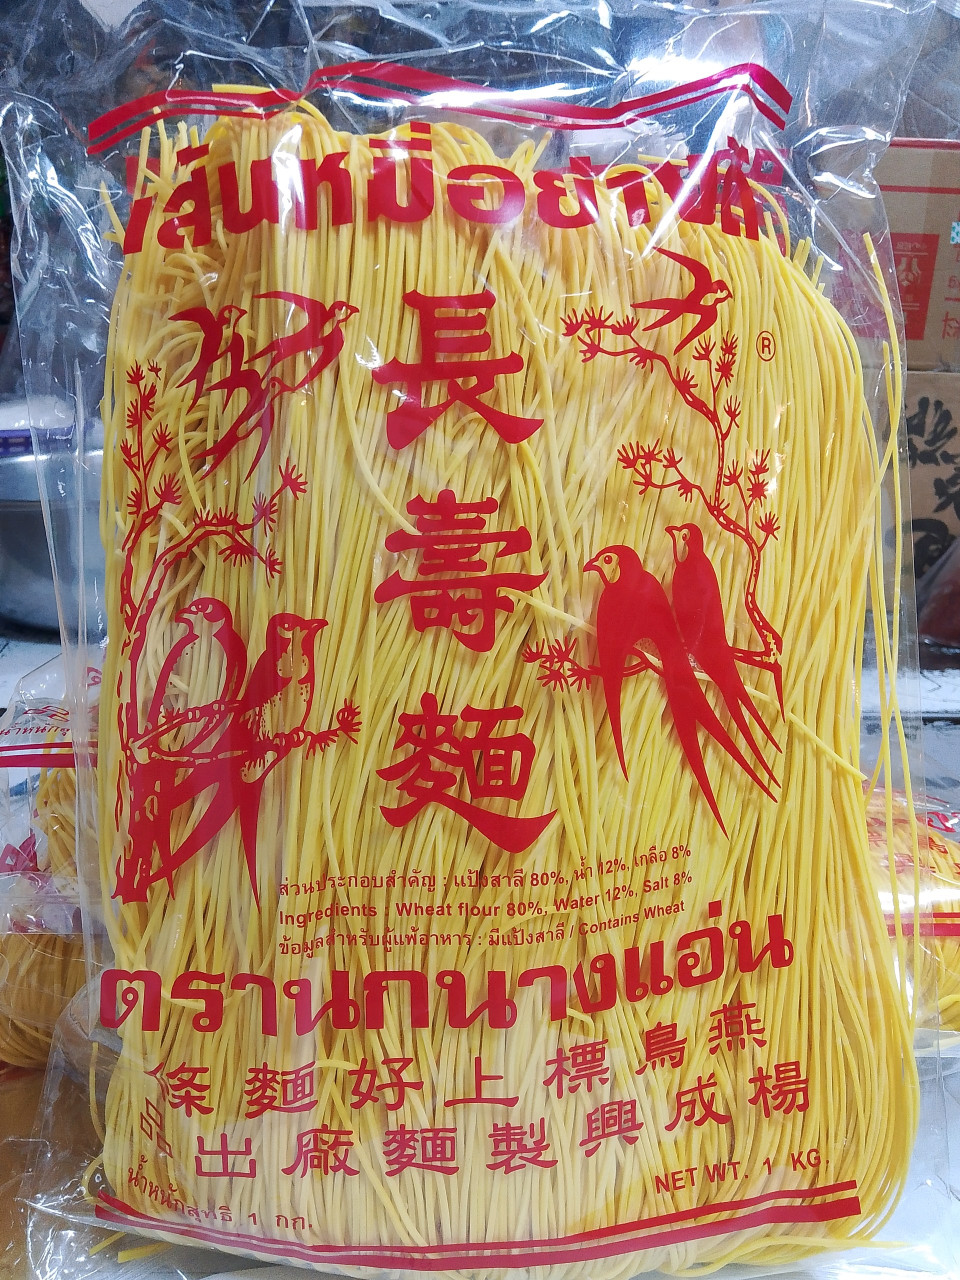 เส้นหมี่อย่างดี
®
長
壽
麵
ส่วนประกอบสำคัญ : แป้งสาลี 80%, น้ำ 12%, เกลือ 8%
Ingredients : Wheat flour 80%, Water 12%, Salt 8%
ข้อมูลสำหรับผู้แพ้อาหาร : มีแป้งสาลี / Contains Wheat
ตรานกนางแอ่น
條麵好上標鳥燕
品出廠麵製興成楊
NET WT. 1 KG.
น้ำหนักสุทธิ 1 กก.